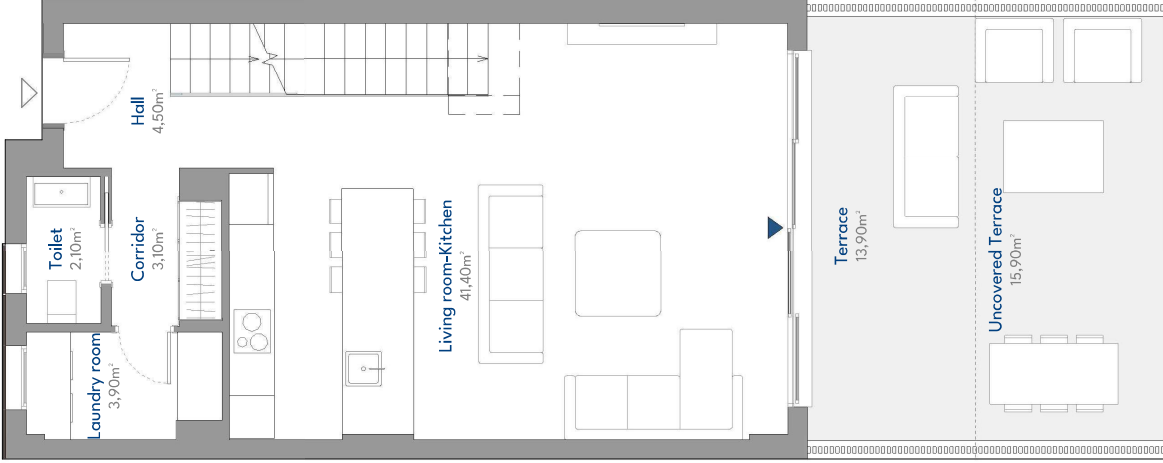 Hall
4,50m²
Toilet
2,10m²
Corridor
3,10m²
Laundry room
3,90m²
Living room-Kitchen
41,40m²
Terrace
13,90m²
Uncovered Terrace
15,90m²